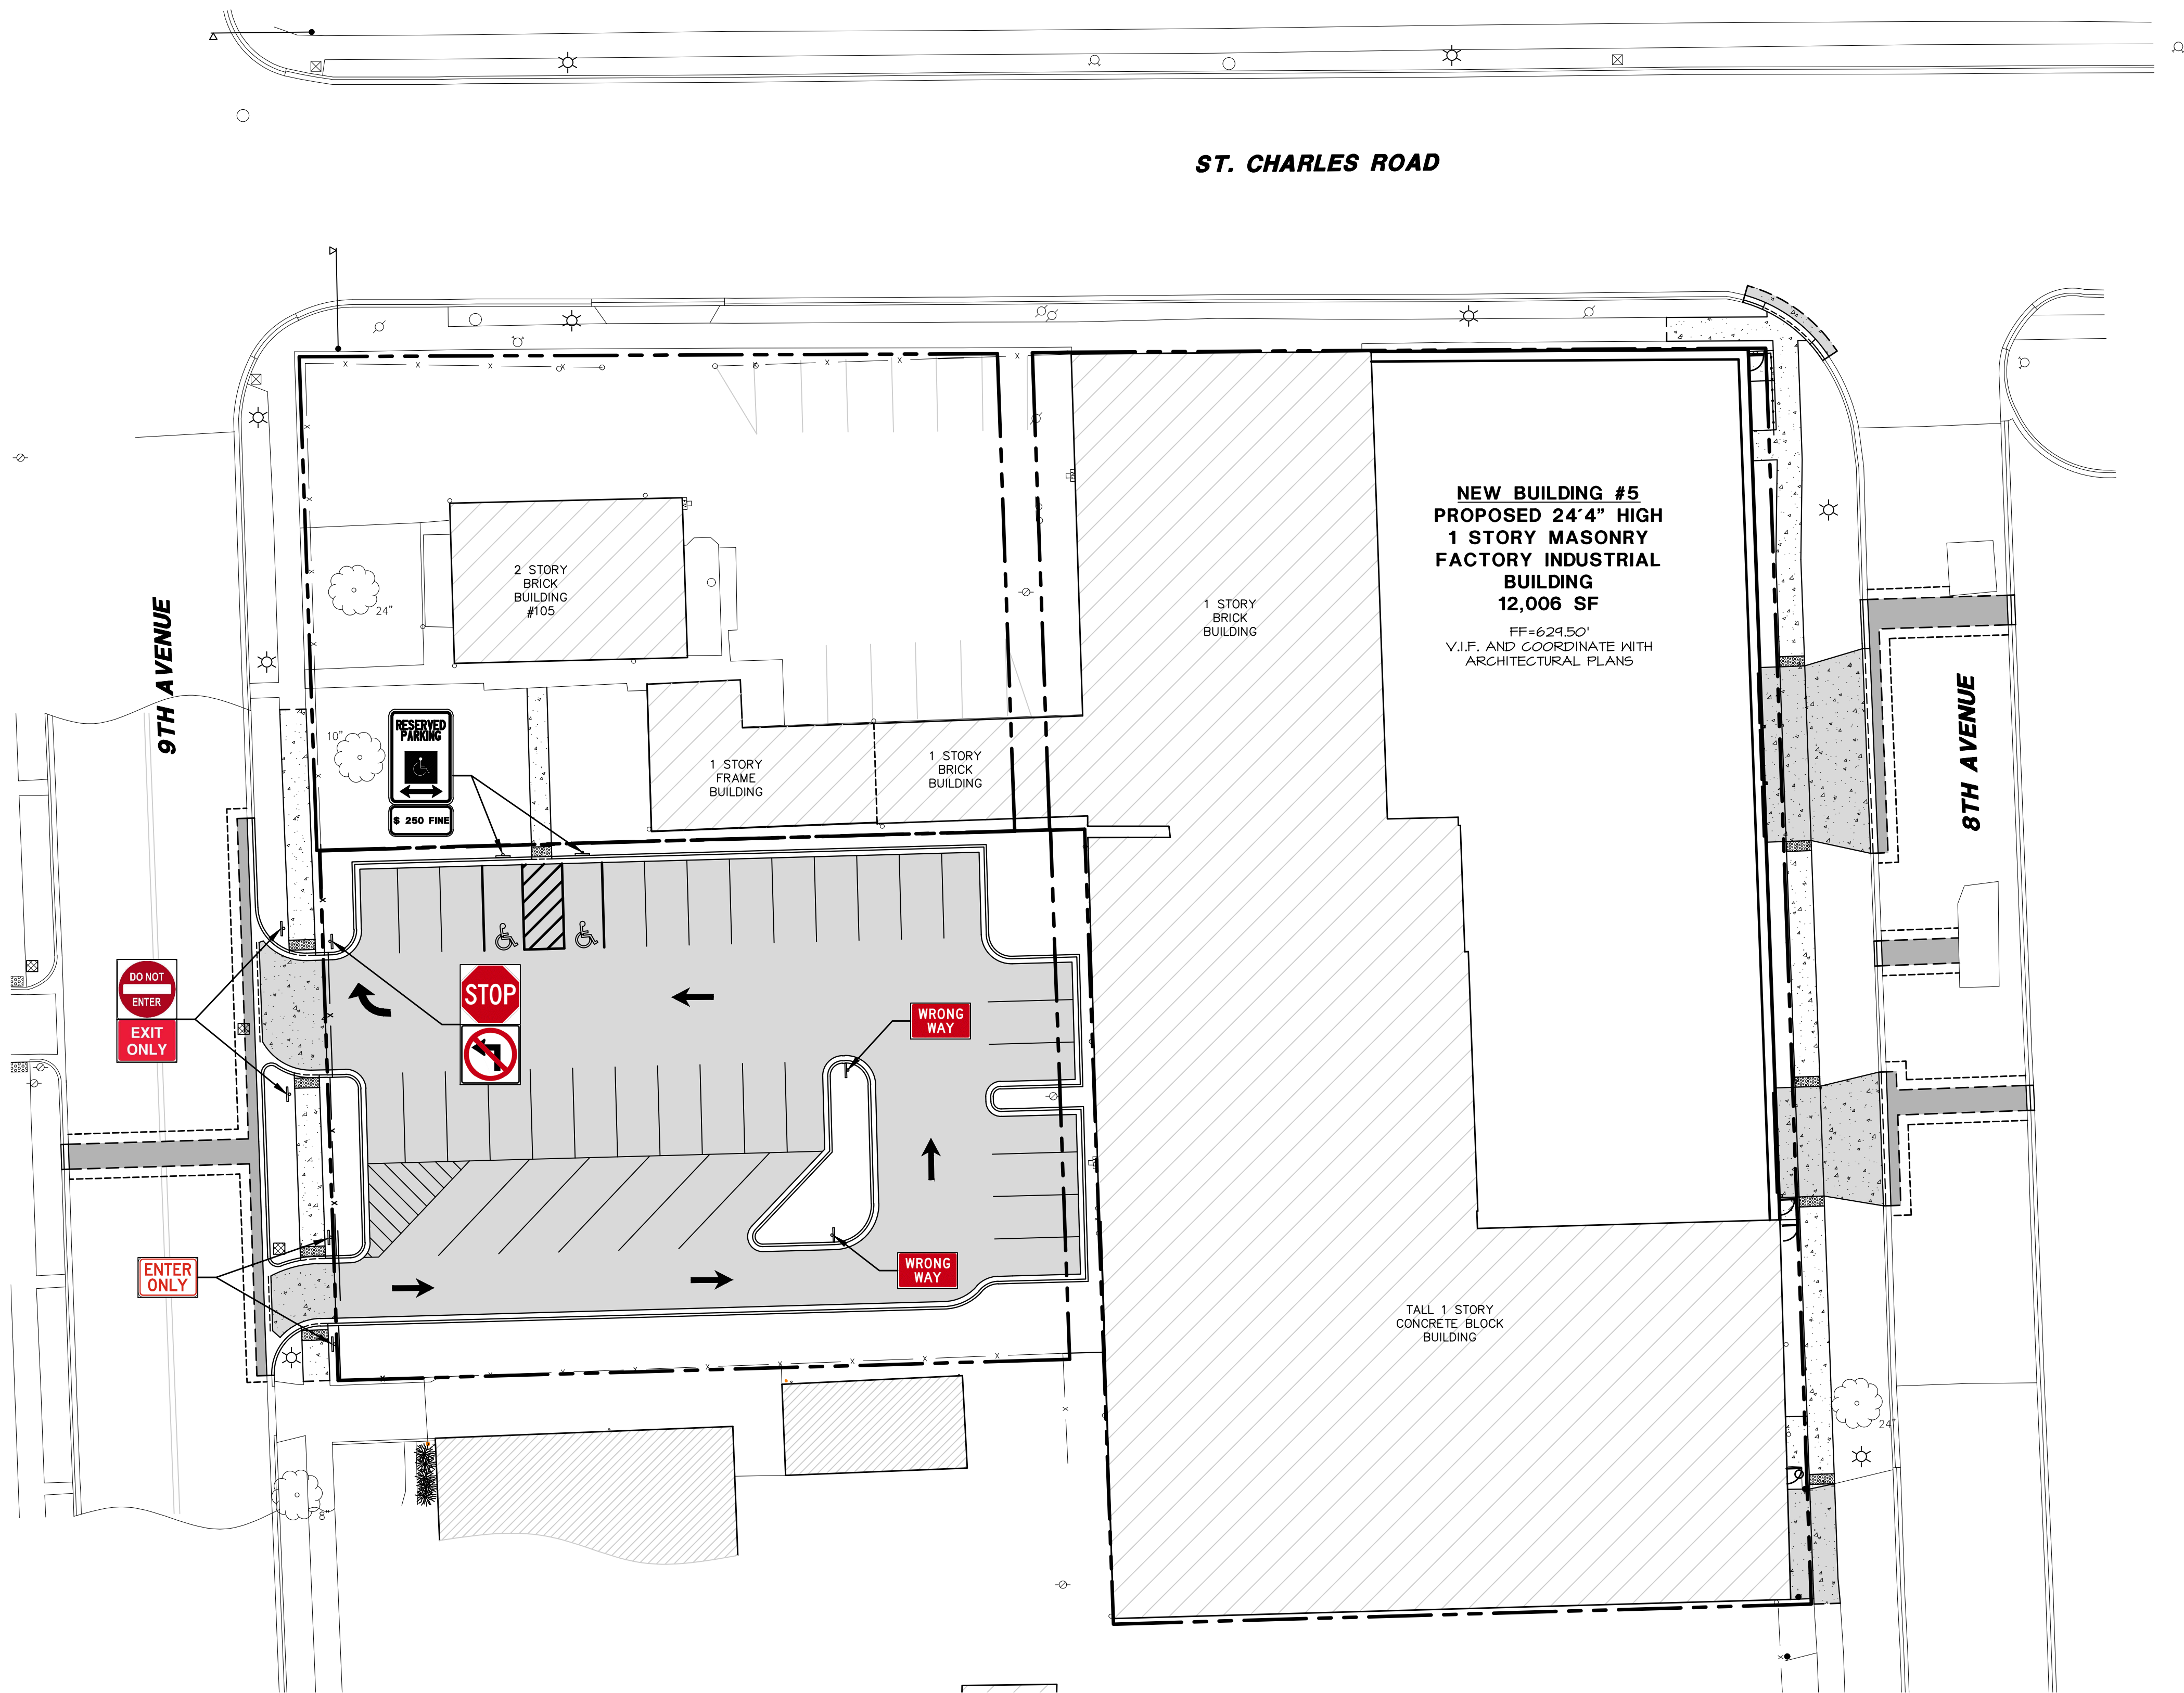 ST. CHARLES ROAD
NEW BUILDING #5
PROPOSED 24'4" HIGH
1 STORY MASONRY
FACTORY INDUSTRIAL
BUILDING
12,006 SF
FF=629.50'
V.I.F. AND COORDINATE WITH
ARCHITECTURAL PLANS
2 STORY
BRICK
BUILDING
#105
24"
1 STORY
BRICK
BUILDING
9TH AVENUE
8TH AVENUE
10"
RESERVED
PARKING
$ 250 FINE
1 STORY
FRAME
BUILDING
1 STORY
BRICK
BUILDING
DO NOT
ENTER
EXIT
ONLY
STOP
WRONG
WAY
ENTER
ONLY
WRONG
WAY
TALL 1 STORY
CONCRETE BLOCK
BUILDING
24"
8"